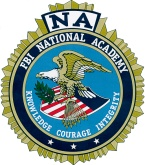 NA
FBI NATIONAL ACADEMY
KNOWLEDGE COURAGE INTEGRITY